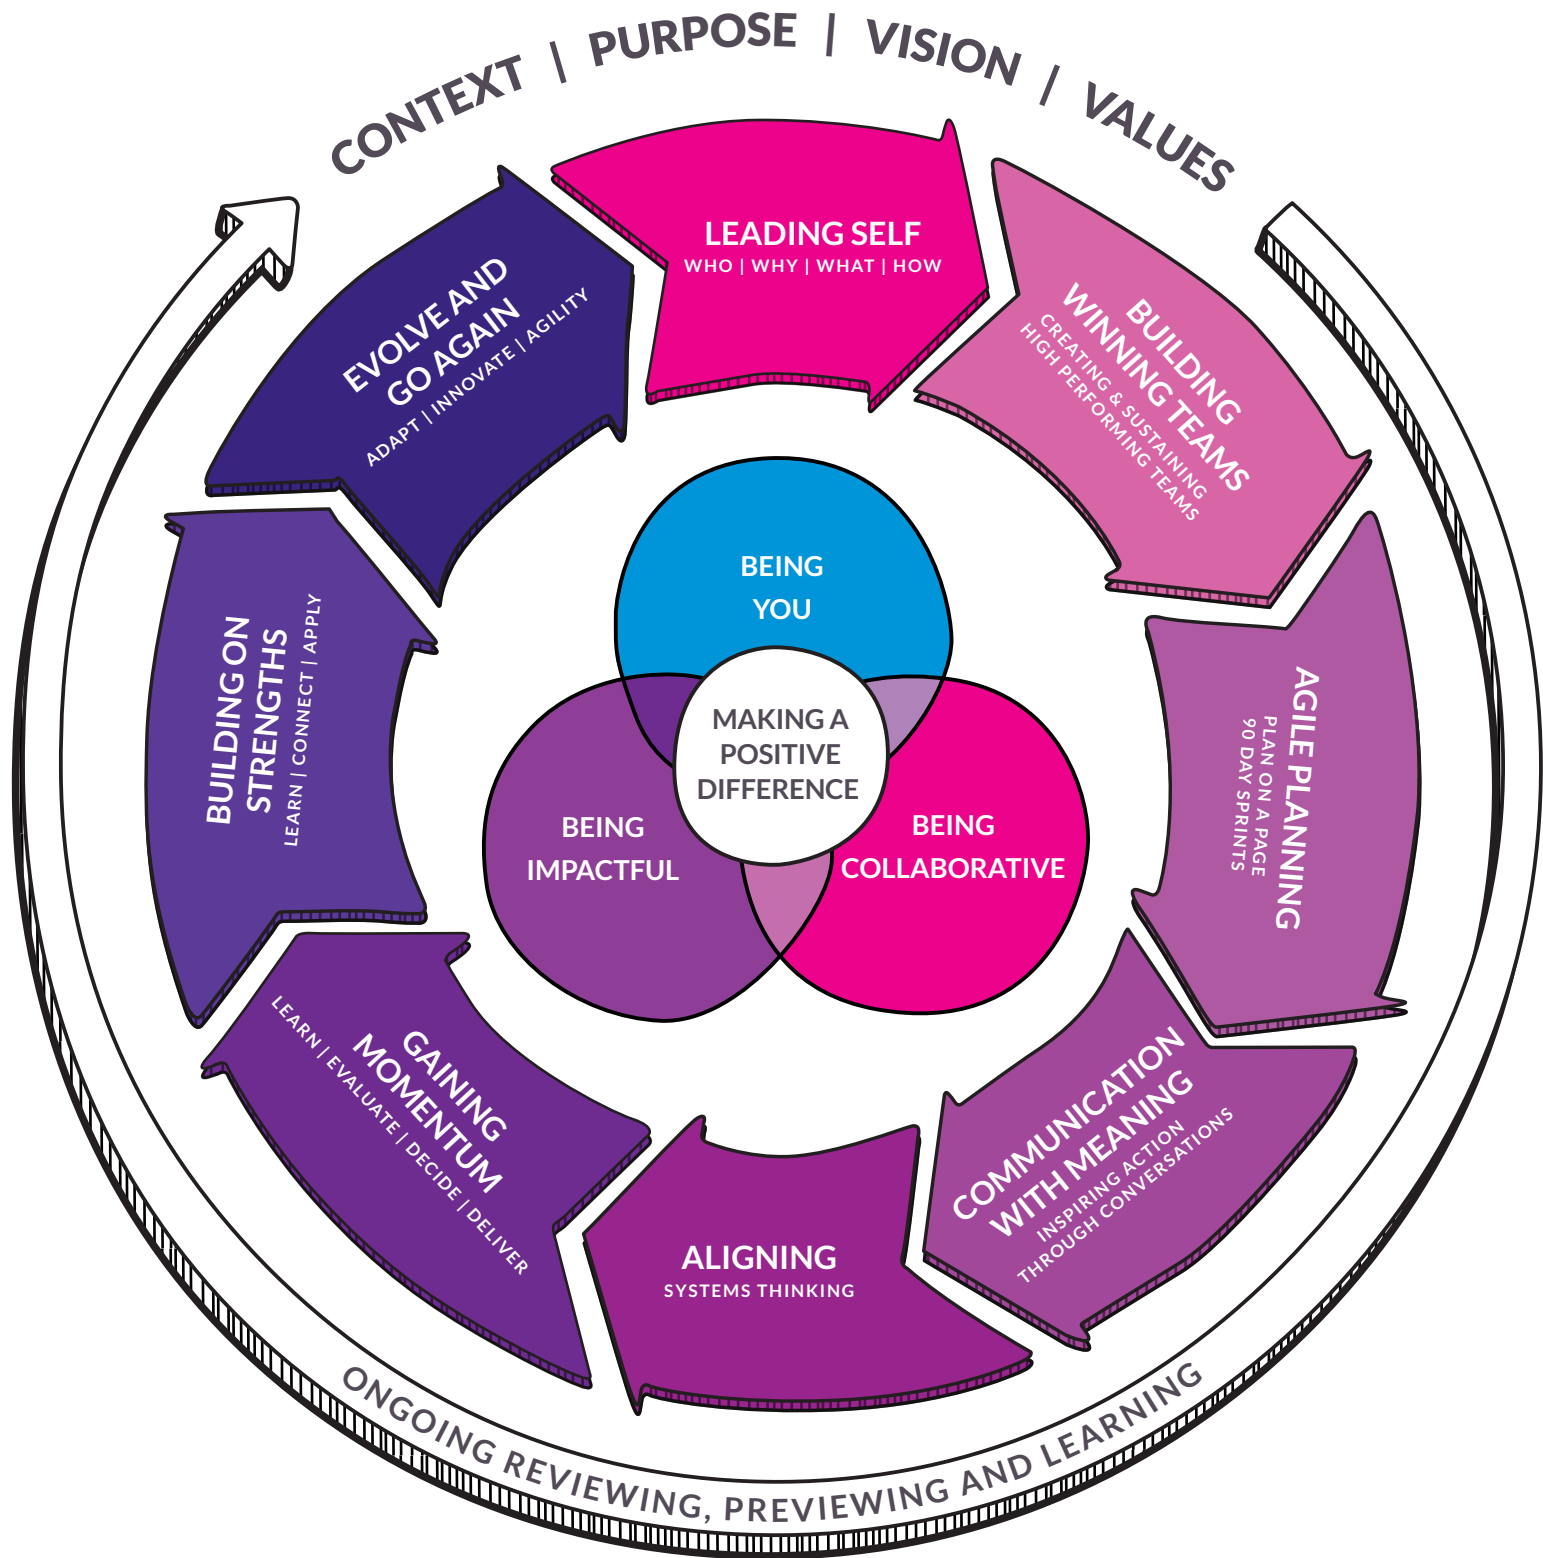 CONTEXT | PURPOSE | VISION | VALUES
LEADING SELF
WHO | WHY | WHAT | HOW
BUILDING
WINNING TEAMS
CREATING & SUSTAINING
HIGH PERFORMING TEAMS
AGILE PLANNING
PLAN ON A PAGE
90 DAY SPRINTS
COMMUNICATION
WITH MEANING
INSPIRING ACTION
THROUGH CONVERSATIONS
ALIGNING
SYSTEMS THINKING
GAINING
MOMENTUM
LEARN | EVALUATE | DECIDE | DELIVER
BUILDING ON
STRENGTHS
LEARN | CONNECT | APPLY
EVOLVE AND
GO AGAIN
ADAPT | INNOVATE | AGILITY
BEING
YOU
MAKING A
POSITIVE
DIFFERENCE
BEING
IMPACTFUL
BEING
COLLABORATIVE
ONGOING REVIEWING, PREVIEWING AND LEARNING